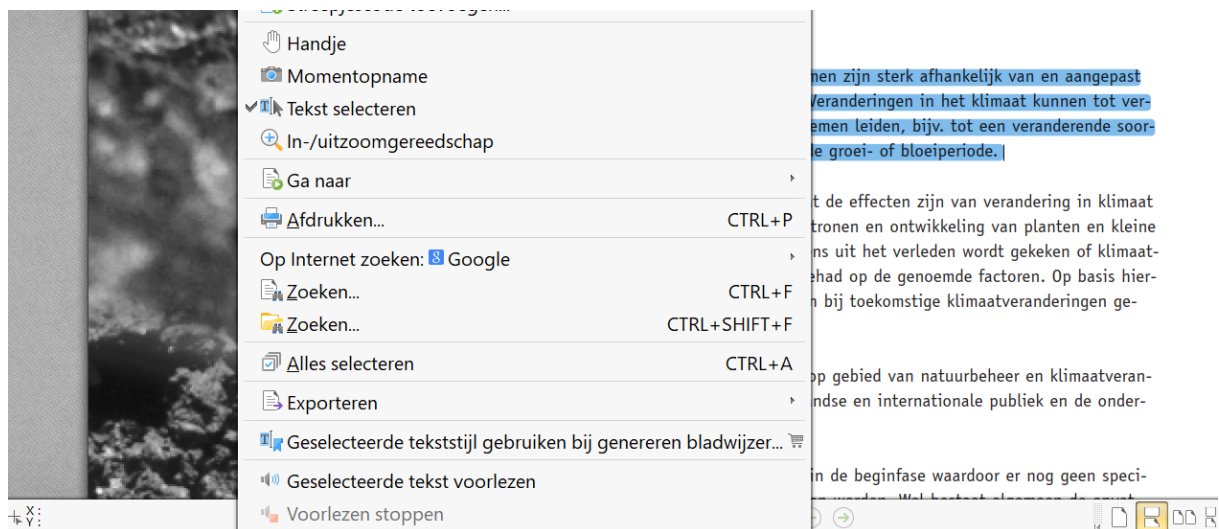 Handje
Momentopname
Tekst selecteren
In-/uitzoomgereedschap
Ga naar
Afdrukken... CTRL+P
Op Internet zoeken: 8 Google
Zoeken... CTRL+F
Zoeken... CTRL+SHIFT+F
Alles selecteren CTRL+A
Exporteren
Geselecteerde tekststijl gebruiken bij genereren bladwijzer...
Geselecteerde tekst voorlezen
Voorlezen stoppen
men zijn sterk afhankelijk van en aangepast
Veranderingen in het klimaat kunnen tot ver-
emen leiden, bijv. tot een veranderende soor-
le groei- of bloeiperiode.
t de effecten zijn van verandering in klimaat
tronen en ontwikkeling van planten en kleine
ns uit het verleden wordt gekeken of klimaat-
ehad op de genoemde factoren. Op basis hier-
n bij toekomstige klimaatveranderingen ge-
op gebied van natuurbeheer en klimaatveran-
ndse en internationale publiek en de onder-
in de beginfase waardoor er nog geen speci-
X:
Y: